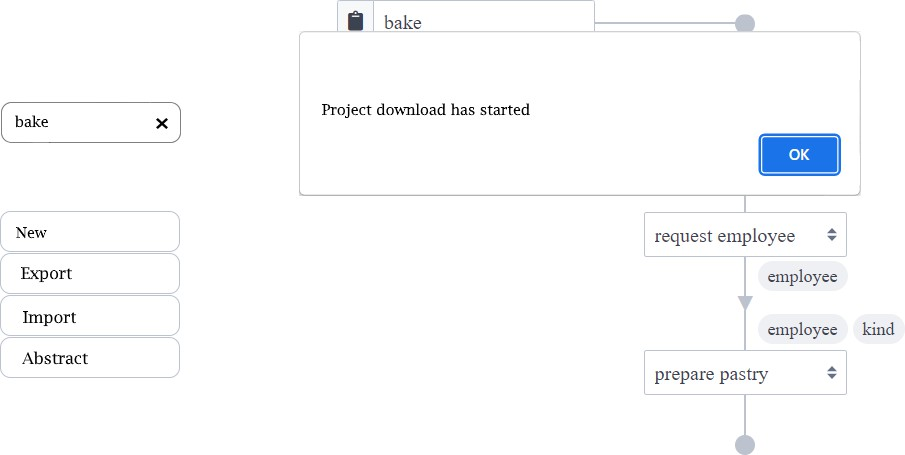 bake
bake
Project download has started
OK
New
Export
Import
Abstract
request employee
employee
employee kind
prepare pastry